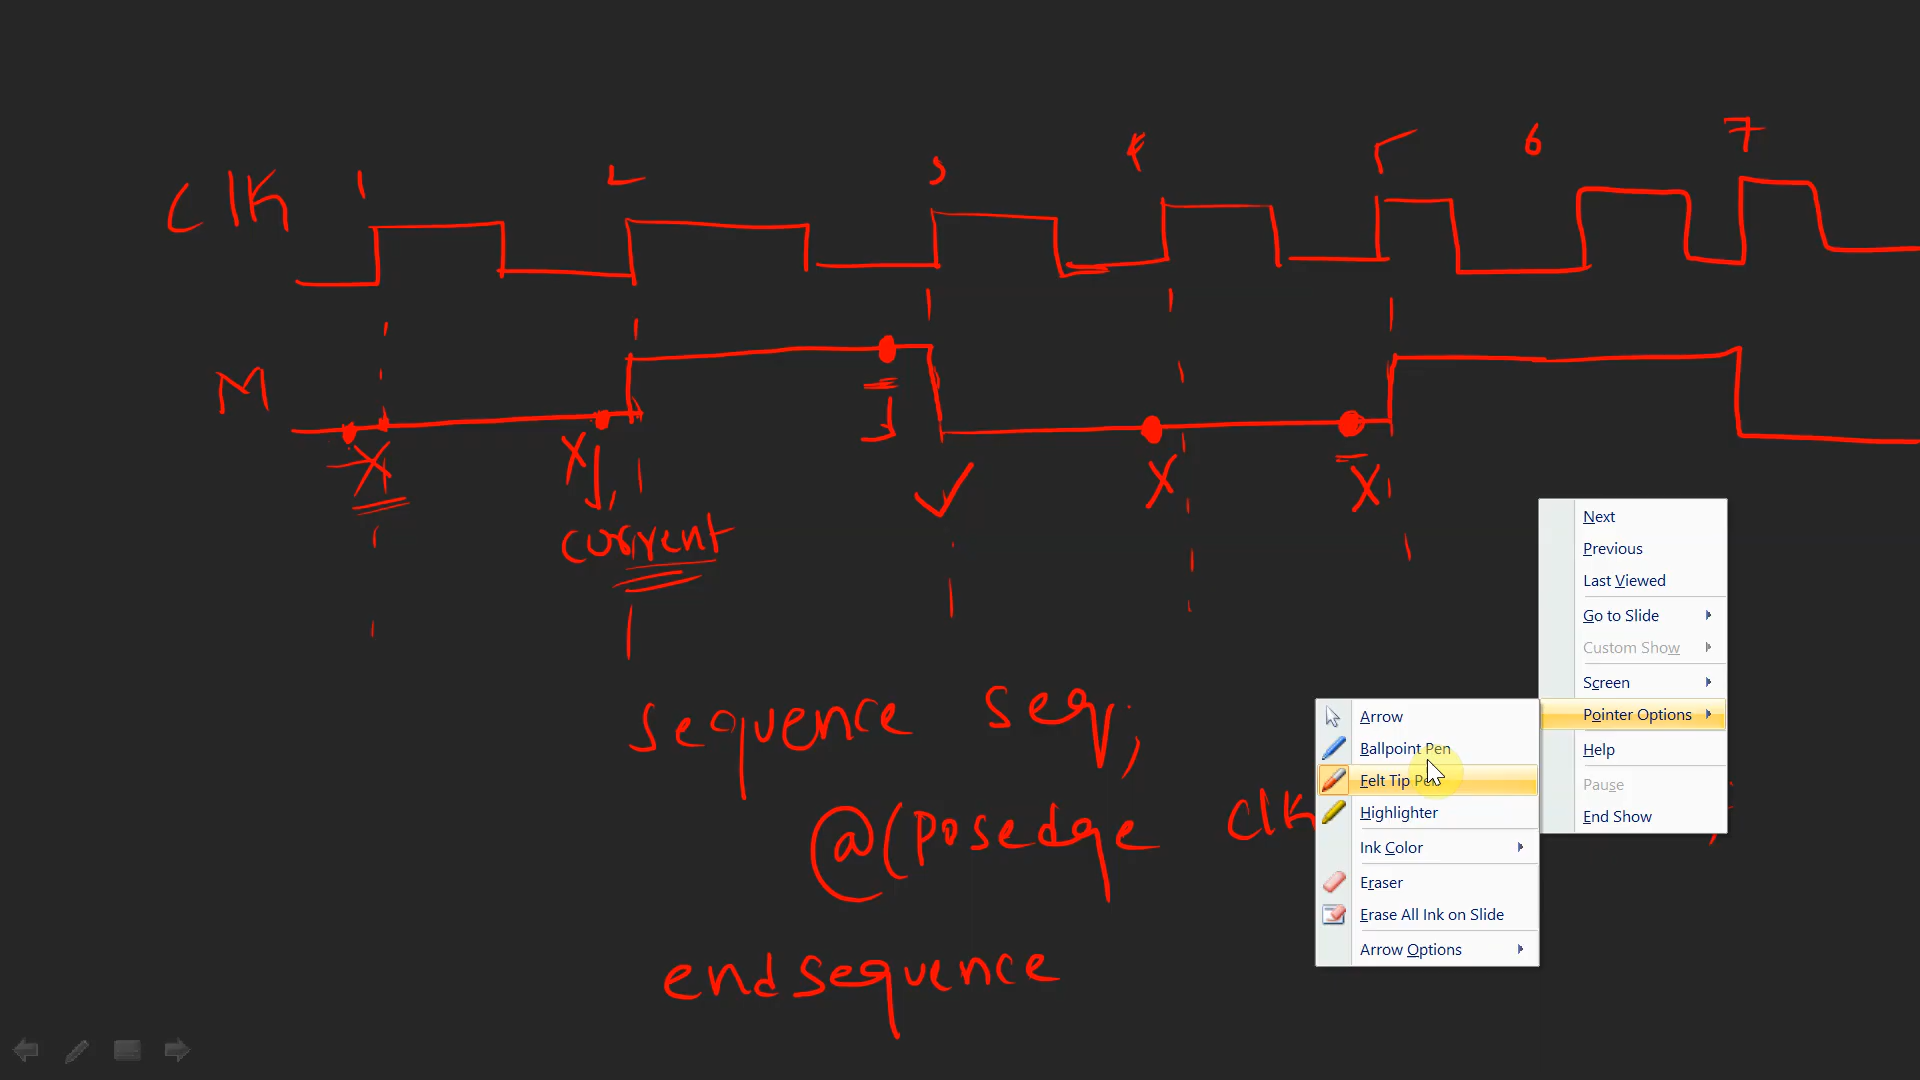 1 2 3 4 5 6 7
Clk
M
X X X X
current
sequence seq;
@(posedge clk
endsequence
Next
Previous
Last Viewed
Go to Slide
Custom Show
Screen
Pointer Options
Help
Pause
End Show
Arrow
Ballpoint Pen
Felt Tip Pen
Highlighter
Ink Color
Eraser
Erase All Ink on Slide
Arrow Options